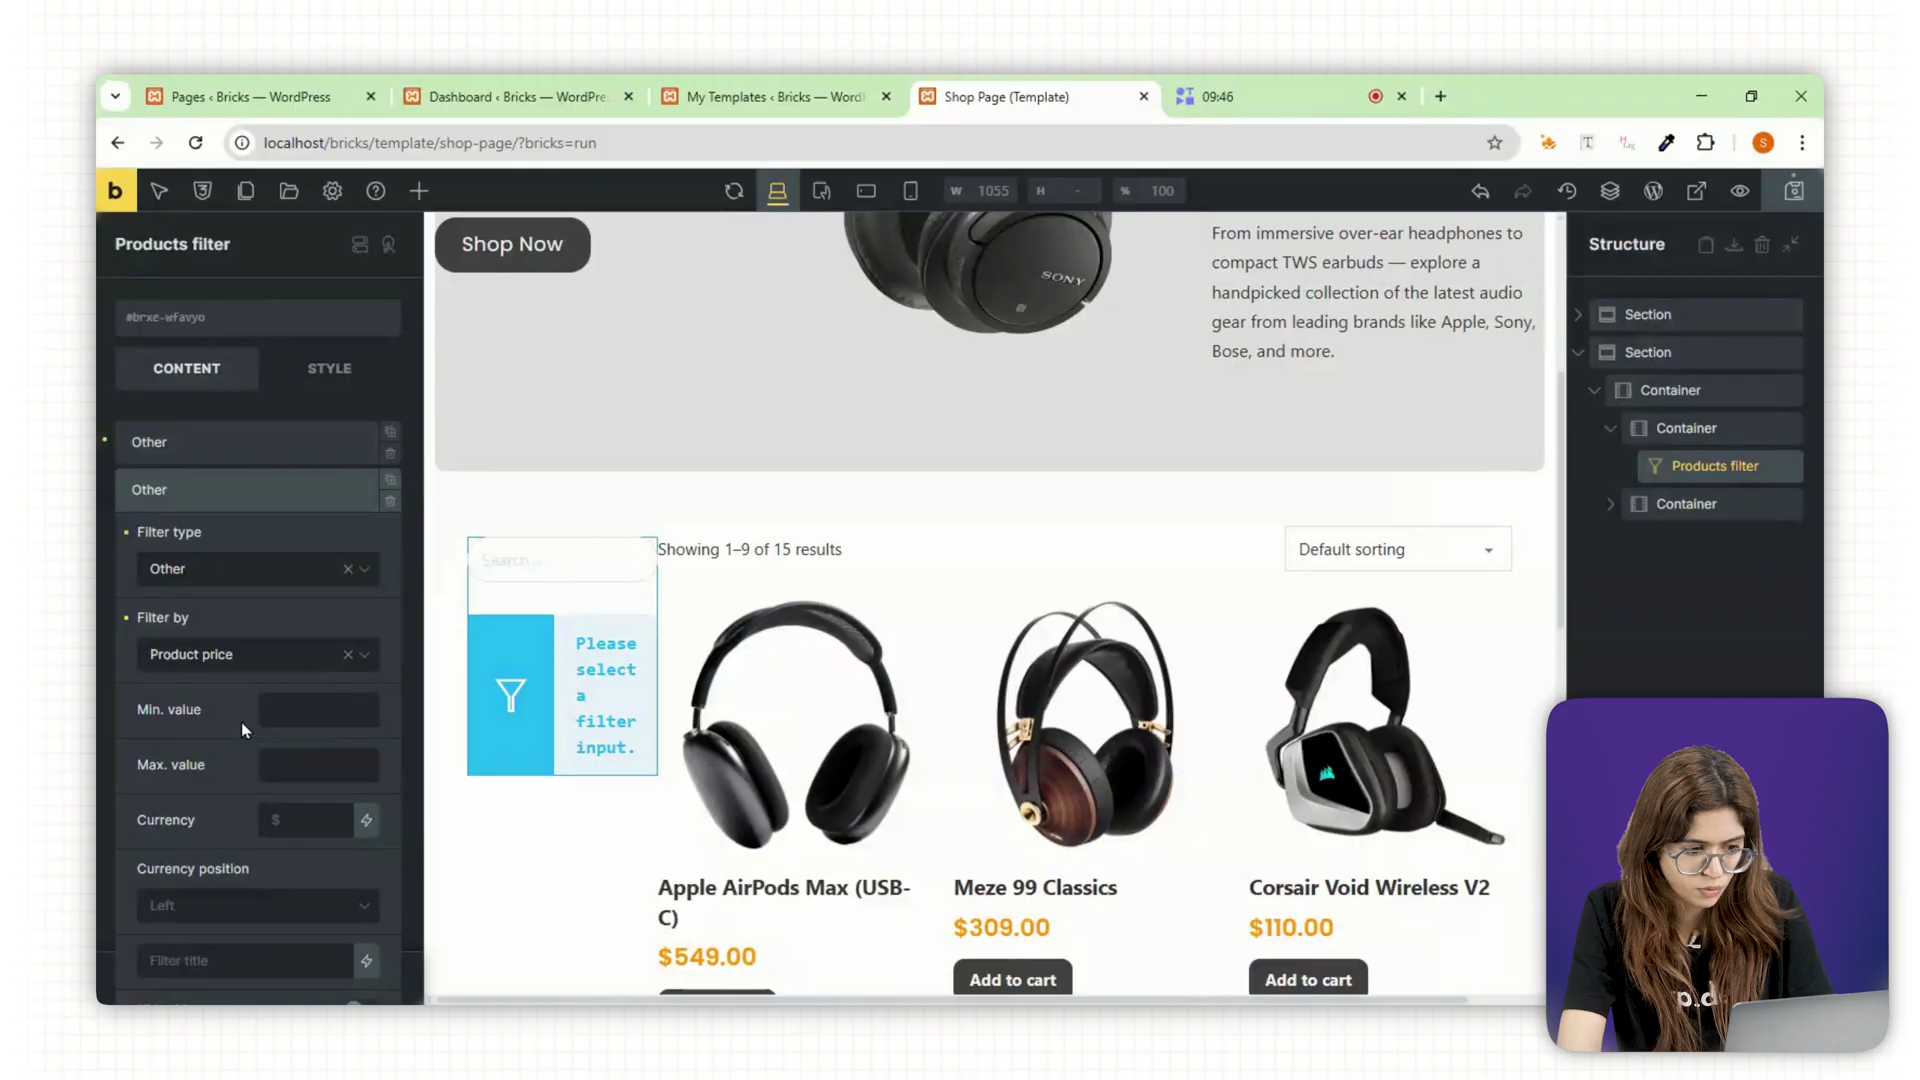 Pages ‹ Bricks — WordPress
Dashboard ‹ Bricks — WordPre
My Templates ‹ Bricks — Word
Shop Page (Template)
09:46
localhost/bricks/template/shop-page/?bricks=run
S
b
W 1055
H -
% 100
Products filter
#brxe-wfavyo
CONTENT
STYLE
Other
Other
Filter type
Other
Filter by
Product price
Min. value
Max. value
Currency
$
Currency position
Left
Filter title
Shop Now
SONY
From immersive over-ear headphones to
compact TWS earbuds — explore a
handpicked collection of the latest audio
gear from leading brands like Apple, Sony,
Bose, and more.
Search…
Showing 1–9 of 15 results
Default sorting
Please
select
a
filter
input.
Apple AirPods Max (USB-
C)
$549.00
Meze 99 Classics
$309.00
Add to cart
Corsair Void Wireless V2
$110.00
Add to cart
Structure
Section
Section
Container
Container
Products filter
Container